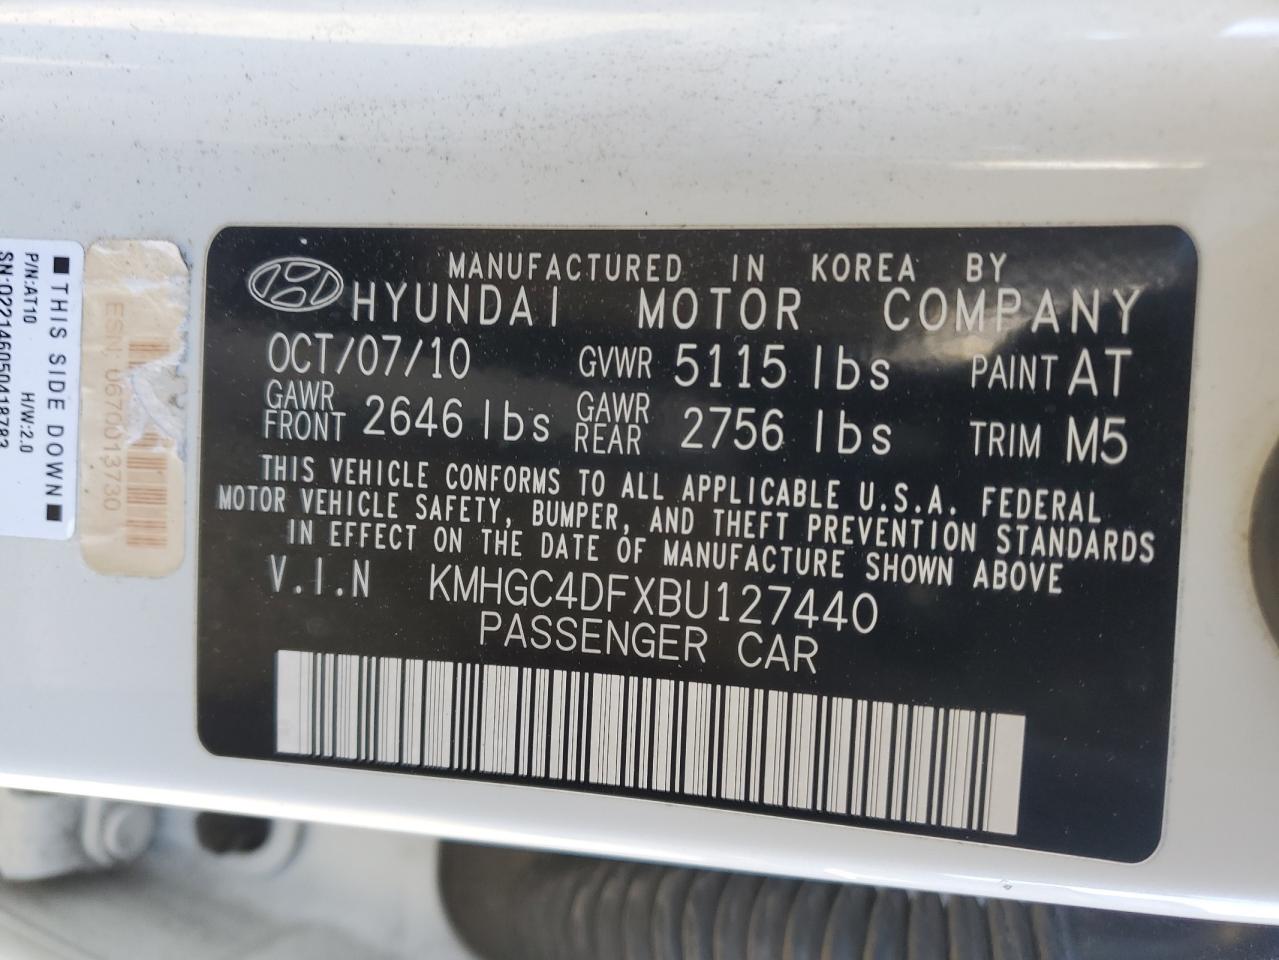 MANUFACTURED IN KOREA BY
HYUNDAI MOTOR COMPANY
OCT/07/10 GVWR 5115 lbs PAINT AT
GAWR FRONT 2646 lbs GAWR REAR 2756 lbs TRIM M5
THIS VEHICLE CONFORMS TO ALL APPLICABLE U.S.A. FEDERAL
MOTOR VEHICLE SAFETY, BUMPER, AND THEFT PREVENTION STANDARDS
IN EFFECT ON THE DATE OF MANUFACTURE SHOWN ABOVE
V.I.N KMHGC4DFXBU127440
PASSENGER CAR
■ THIS SIDE DOWN ■
P/N:AT10 H/W:2.0
ESN: